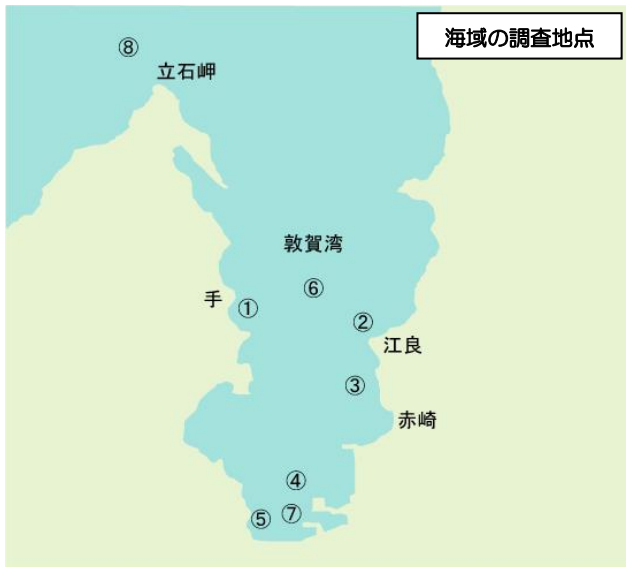 海域の調査地点
⑧
立石岬
敦賀湾
⑥
手
①
②
江良
③
赤崎
④
⑤
⑦